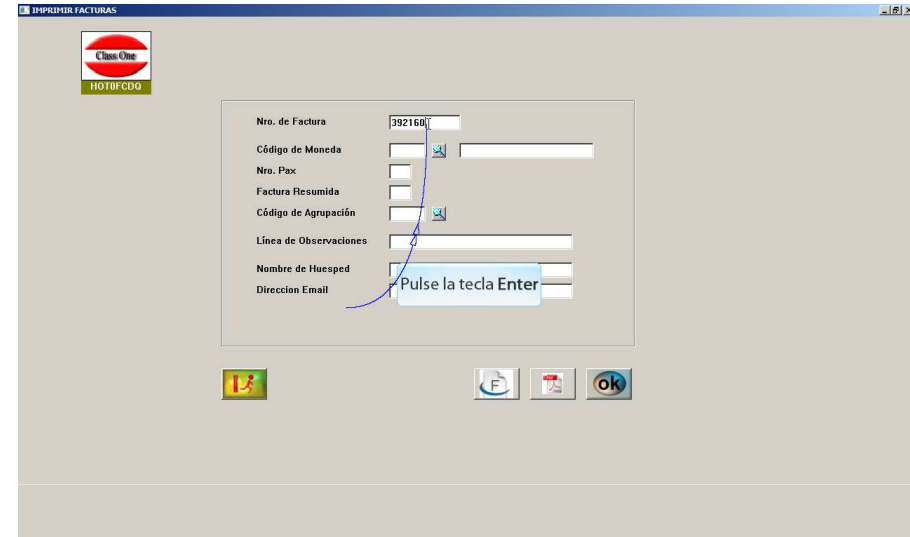 IMPRIMIR FACTURAS
Class One
HOT0FCDQ
Nro. de Factura 392160
Código de Moneda
Nro. Pax
Factura Resumida
Código de Agrupación
Línea de Observaciones
Nombre de Huesped
Pulse la tecla Enter
Direccion Email
F
ok